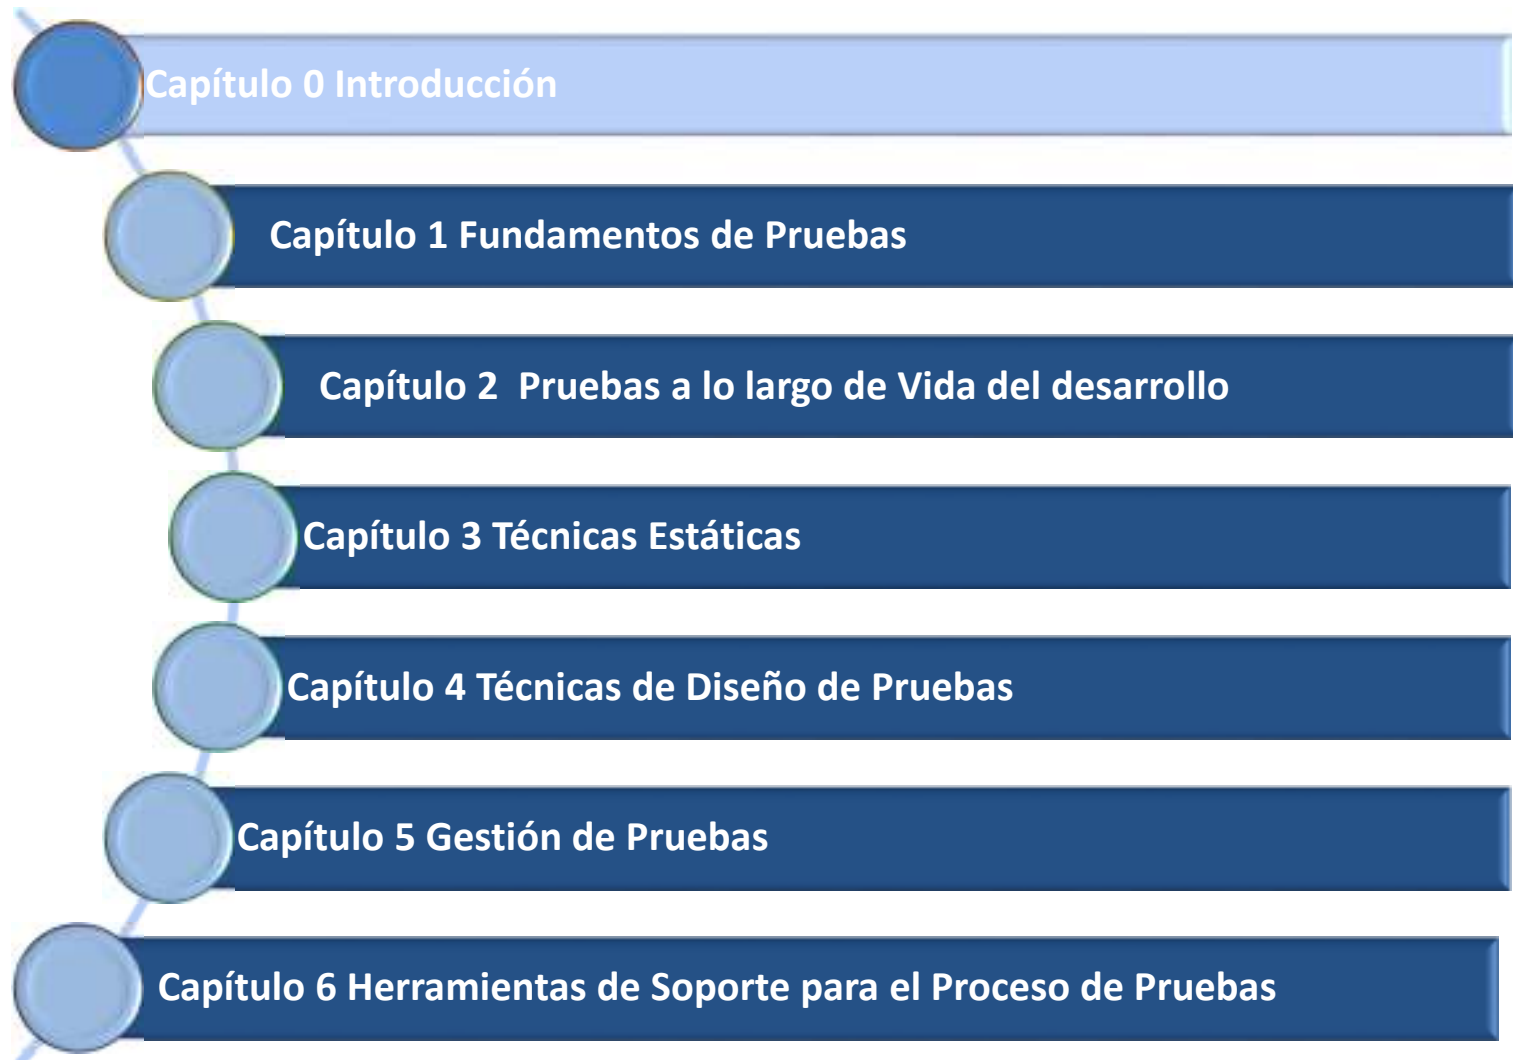 Capítulo 0 Introducción
Capítulo 1 Fundamentos de Pruebas
Capítulo 2  Pruebas a lo largo de Vida del desarrollo
Capítulo 3 Técnicas Estáticas
Capítulo 4 Técnicas de Diseño de Pruebas
Capítulo 5 Gestión de Pruebas
Capítulo 6 Herramientas de Soporte para el Proceso de Pruebas